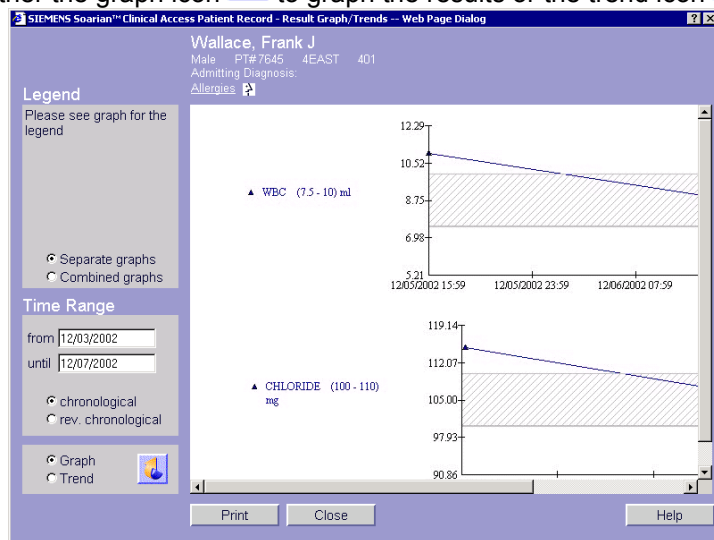 ther the graph icon to graph the results or the trend icon
SIEMENS Soarian™ Clinical Access Patient Record - Result Graph/Trends -- Web Page Dialog
Wallace, Frank J
Male PT#7645 4EAST 401
Admitting Diagnosis:
Allergies
Legend
Please see graph for the
legend
Separate graphs
Combined graphs
Time Range
from 12/03/2002
until 12/07/2002
chronological
rev. chronological
Graph
Trend
WBC (7.5 - 10) ml
12.29
10.52
8.75
6.98
5.21
12/05/2002 15:59 12/05/2002 23:59 12/06/2002 07:59
CHLORIDE (100 - 110)
mg
119.14
112.07
105.00
97.93
90.86
Print Close Help